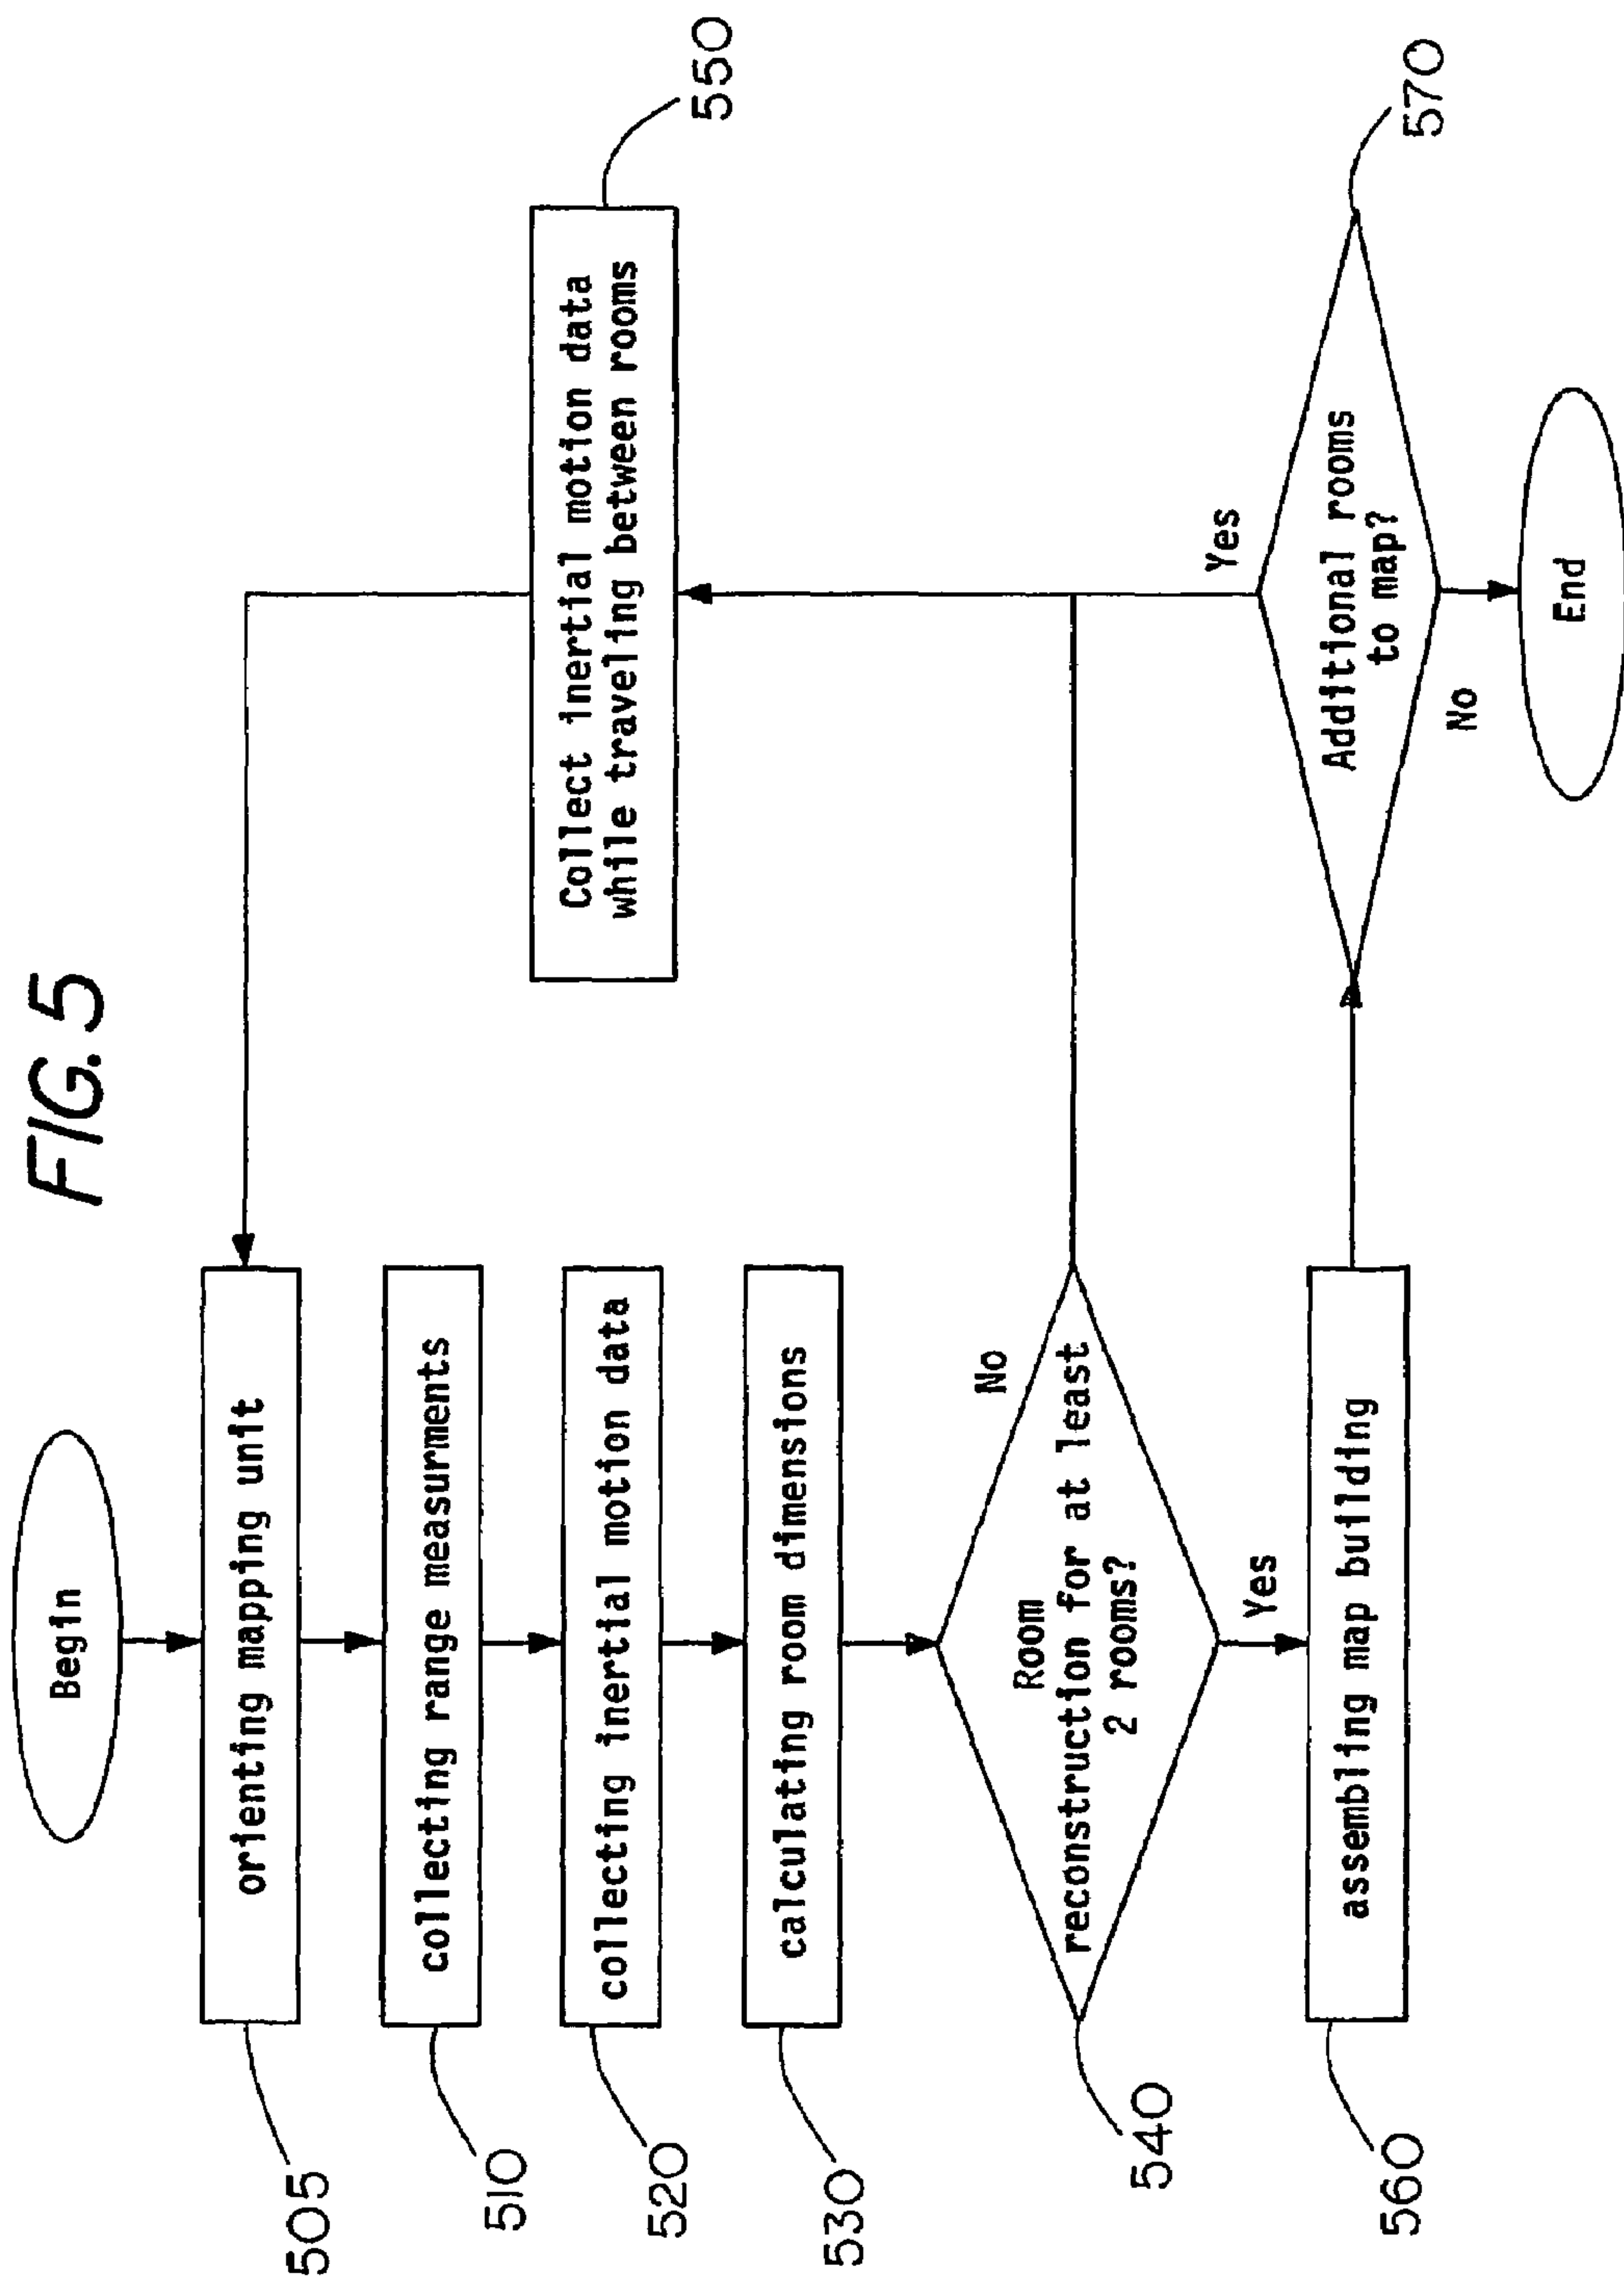 FIG. 5
Begin
orienting mapping unit
505
collecting range measurments
510
collecting inertial motion data
520
calculating room dimensions
530
Room
reconstruction for at least
2 rooms?
540
No
Yes
Collect inertial motion data
while traveling between rooms
550
assembling map building
560
Additional rooms
to map?
570
Yes
No
End